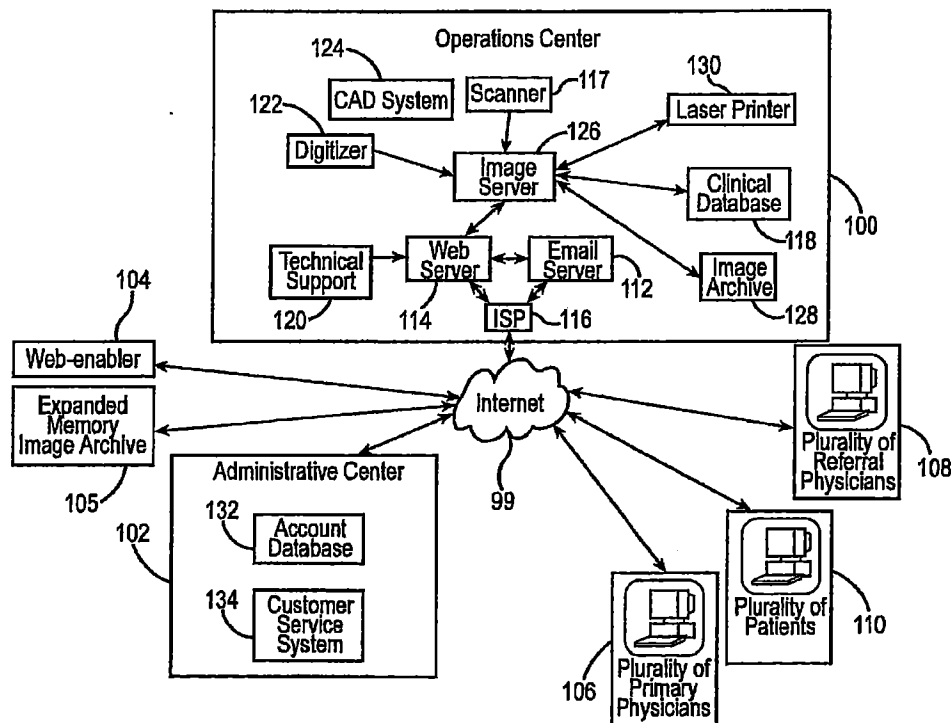 Operations Center
124
CAD System
Scanner
117
130
Laser Printer
122
Digitizer
126
Image
Server
Clinical
Database
118
100
Technical
Support
120
Web
Server
114
Email
Server
112
Image
Archive
128
ISP
116
104
Web-enabler
Expanded
Memory
Image Archive
105
Internet
99
Plurality of
Referral
Physicians
108
Administrative Center
102
132
Account
Database
134
Customer
Service
System
106
Plurality of
Primary
Physicians
Plurality of
Patients
110